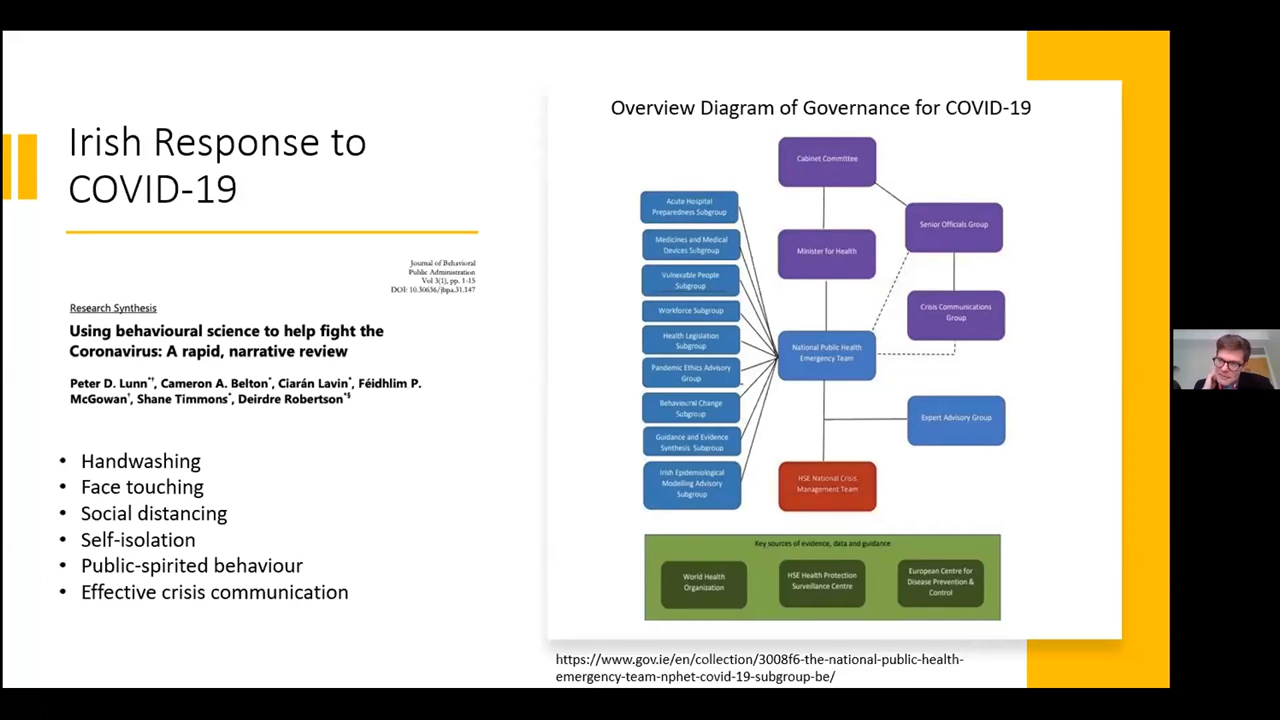 Irish Response to
COVID-19
Journal of Behavioral
Public Administration
Vol 3(1), pp. 1-15
DOI: 10.30636/jbpa.31.147
Research Synthesis
Using behavioural science to help fight the
Coronavirus: A rapid, narrative review
Peter D. Lunn*†, Cameron A. Belton*, Ciarán Lavin*, Féidhlim P.
McGowan†, Shane Timmons*, Deirdre Robertson*§
• Handwashing
• Face touching
• Social distancing
• Self-isolation
• Public-spirited behaviour
• Effective crisis communication
Overview Diagram of Governance for COVID-19
Cabinet Committee
Senior Officials Group
Minister for Health
Crisis Communications
Group
National Public Health
Emergency Team
Expert Advisory Group
HSE National Crisis
Management Team
Acute Hospital
Preparedness Subgroup
Medicines and Medical
Devices Subgroup
Vulnerable People
Subgroup
Workforce Subgroup
Health Legislation
Subgroup
Pandemic Ethics Advisory
Group
Behavioural Change
Subgroup
Guidance and Evidence
Synthesis Subgroup
Irish Epidemiological
Modelling Advisory
Subgroup
Key sources of evidence, data and guidance
World Health
Organization
HSE Health Protection
Surveillance Centre
European Centre for
Disease Prevention &
Control
https://www.gov.ie/en/collection/3008f6-the-national-public-health-
emergency-team-nphet-covid-19-subgroup-be/